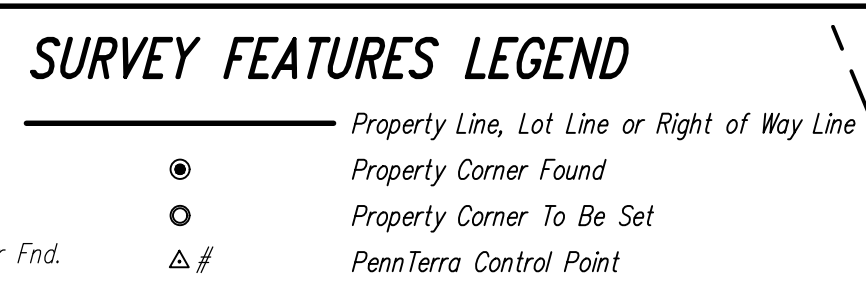 SURVEY FEATURES LEGEND
Property Line, Lot Line or Right of Way Line
Property Corner Found
Property Corner To Be Set
Fnd.
# PennTerra Control Point